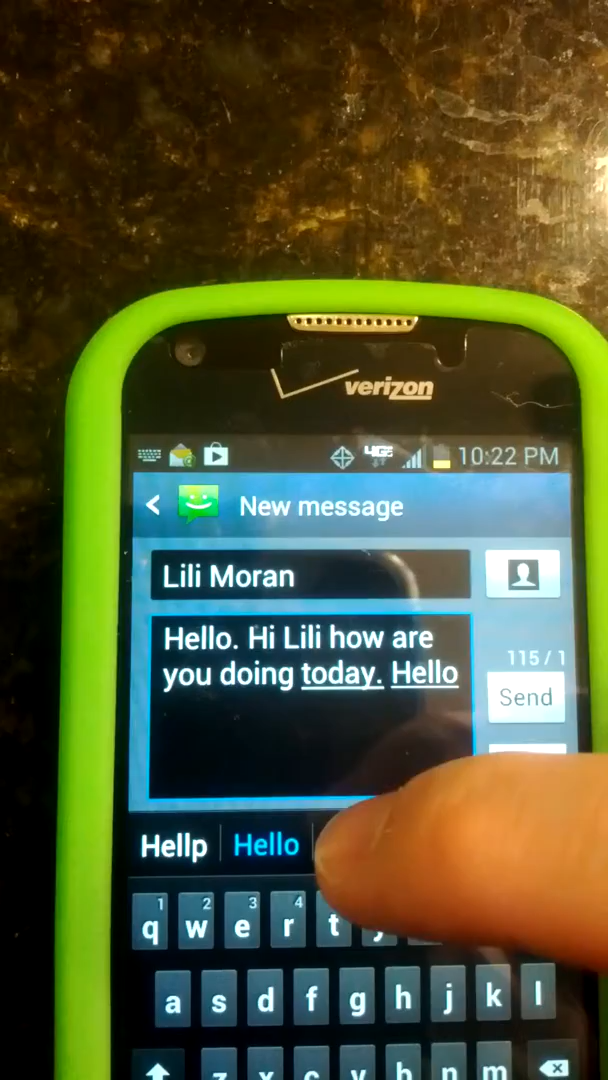 verizon
4G LTE
10:22 PM
New message
Lili Moran
Hello. Hi Lili how are
you doing today. Hello
115 / 1
Send
Hellp Hello
1 2 3 4
q w e r t y
a s d f g h j k l
z x c v b n m